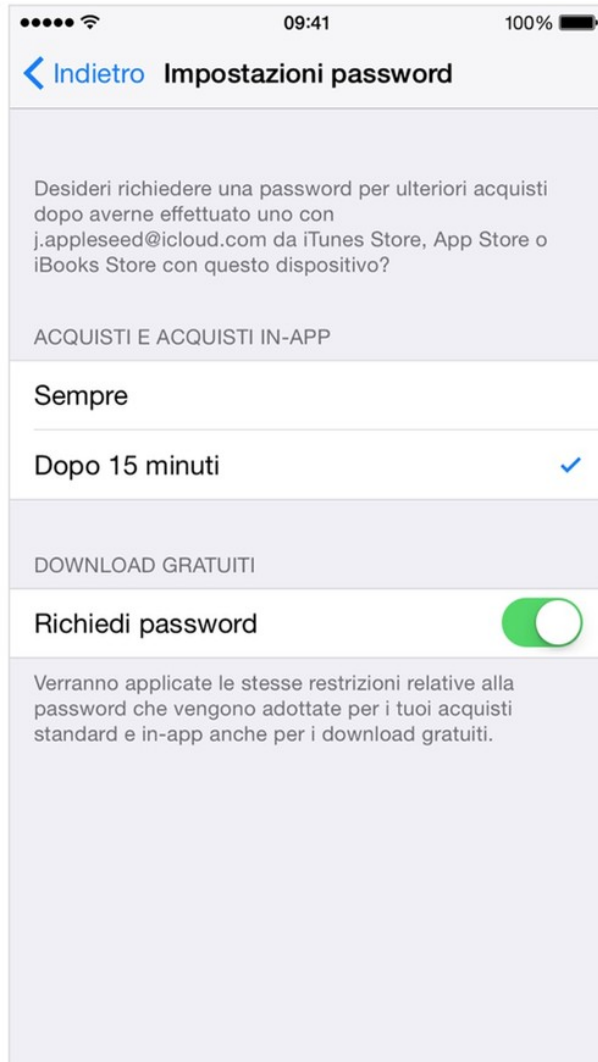 09:41
100%
Indietro Impostazioni password
Desideri richiedere una password per ulteriori acquisti
dopo averne effettuato uno con
j.appleseed@icloud.com da iTunes Store, App Store o
iBooks Store con questo dispositivo?
ACQUISTI E ACQUISTI IN-APP
Sempre
Dopo 15 minuti
DOWNLOAD GRATUITI
Richiedi password
Verranno applicate le stesse restrizioni relative alla
password che vengono adottate per i tuoi acquisti
standard e in-app anche per i download gratuiti.